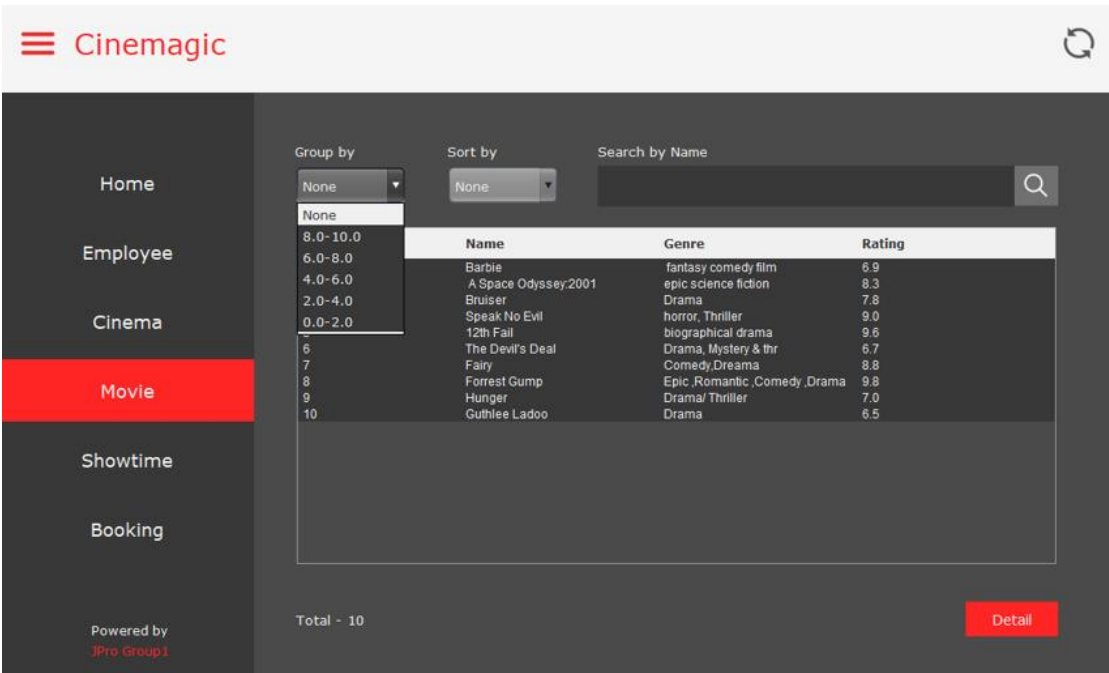 Cinemagic
Home
Employee
Cinema
Movie
Showtime
Booking
Powered by
JPro Group1
Group by Sort by Search by Name
None None
None
8.0-10.0
6.0-8.0
4.0-6.0
2.0-4.0
0.0-2.0
Name Genre Rating
Barbie fantasy comedy film 6.9
A Space Odyssey:2001 epic science fiction 8.3
Bruiser Drama 7.8
Speak No Evil horror, Thriller 9.0
12th Fail biographical drama 9.6
6 The Devil's Deal Drama, Mystery & thr 6.7
7 Fairy Comedy,Dreama 8.8
8 Forrest Gump Epic ,Romantic ,Comedy ,Drama 9.8
9 Hunger Drama/ Thriller 7.0
10 Guthlee Ladoo Drama 6.5
Total - 10
Detail